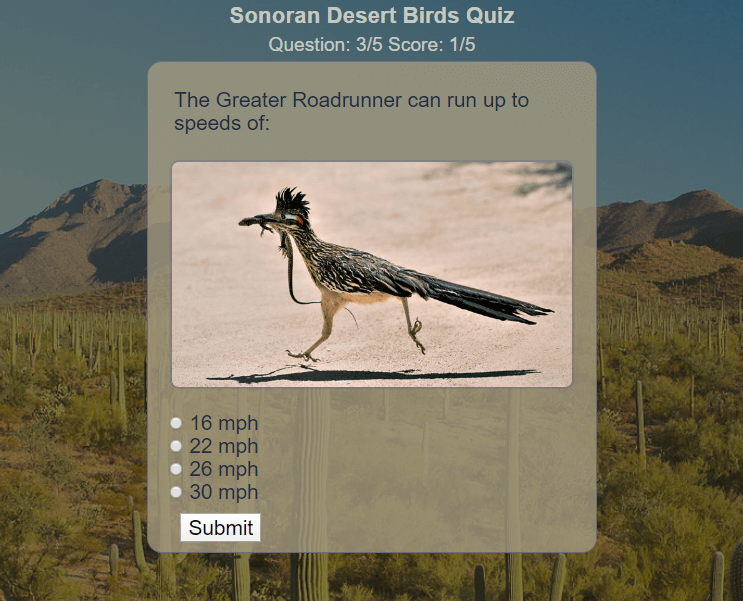 Sonoran Desert Birds Quiz
Question: 3/5 Score: 1/5
The Greater Roadrunner can run up to
speeds of:
16 mph
22 mph
26 mph
30 mph
Submit